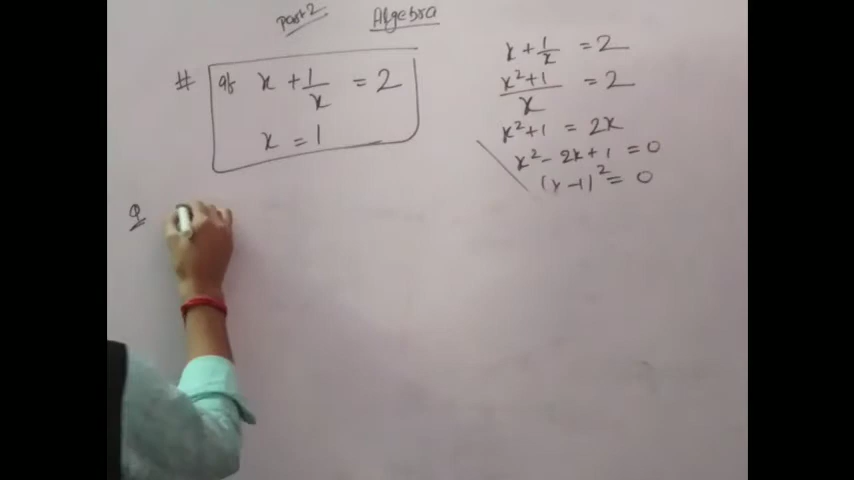 Part 2 Algebra
# If x + 1/x = 2
x = 1
x + 1/x = 2
x² + 1 / x = 2
x² + 1 = 2x
x² - 2x + 1 = 0
(x - 1)² = 0
Q